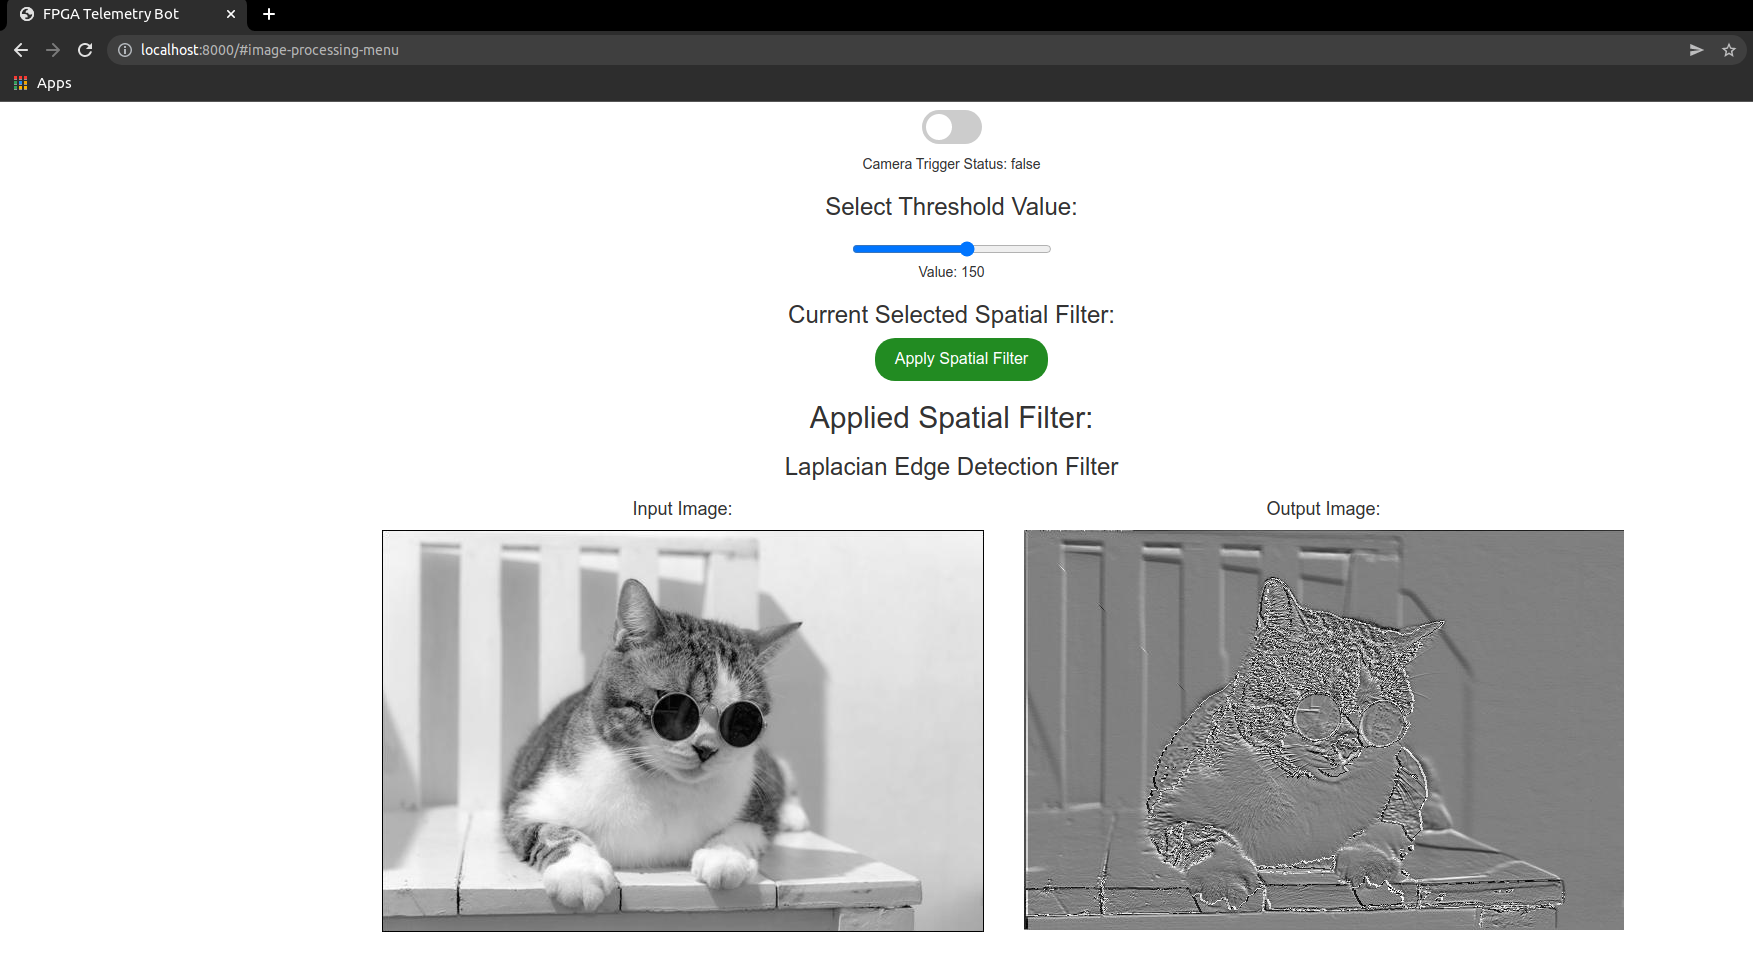 FPGA Telemetry Bot
localhost:8000/#image-processing-menu
Apps
Camera Trigger Status: false
Select Threshold Value:
Value: 150
Current Selected Spatial Filter:
Apply Spatial Filter
Applied Spatial Filter:
Laplacian Edge Detection Filter
Input Image:
Output Image: